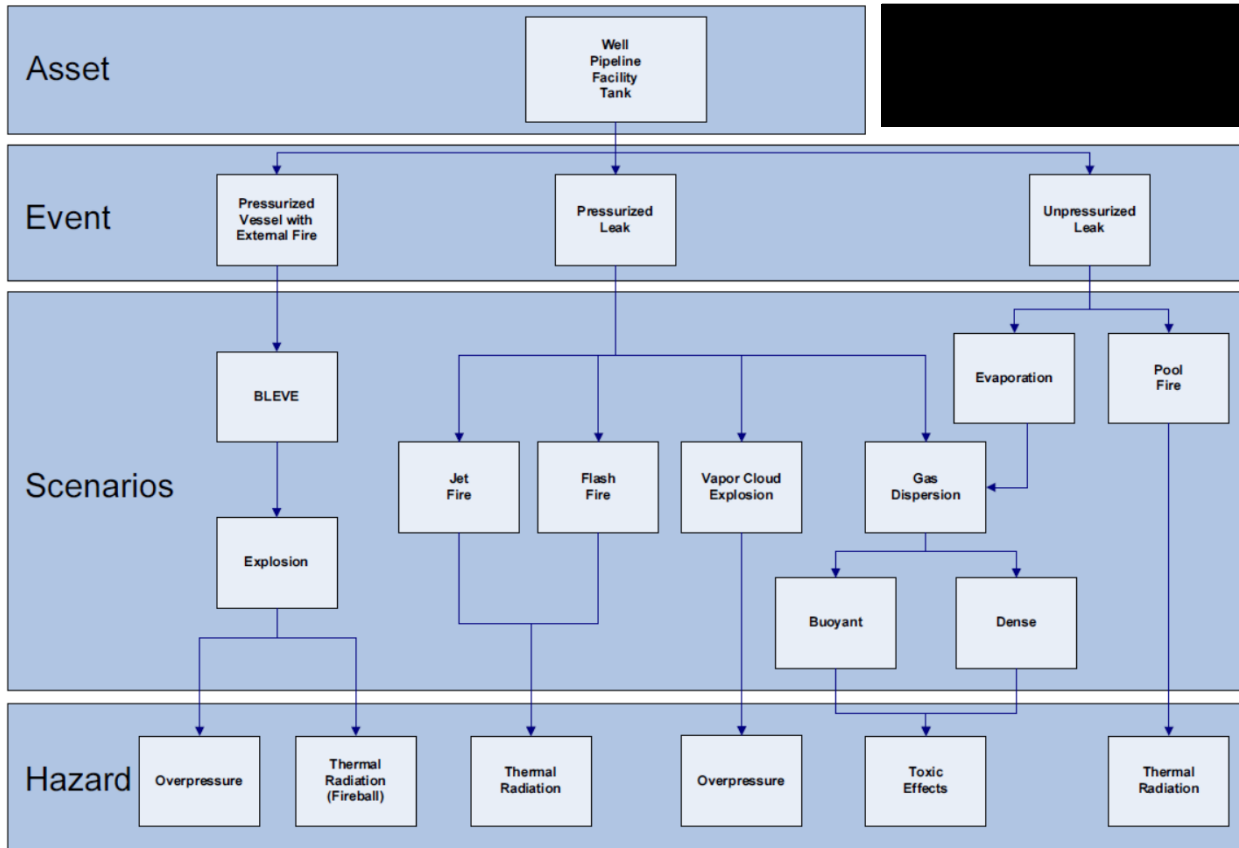 Asset
Well
Pipeline
Facility
Tank
Event
Pressurized
Vessel with
External Fire
Pressurized
Leak
Unpressurized
Leak
Scenarios
BLEVE
Explosion
Jet
Fire
Flash
Fire
Vapor Cloud
Explosion
Gas
Dispersion
Evaporation
Pool
Fire
Buoyant
Dense
Hazard
Overpressure
Thermal
Radiation
(Fireball)
Thermal
Radiation
Overpressure
Toxic
Effects
Thermal
Radiation